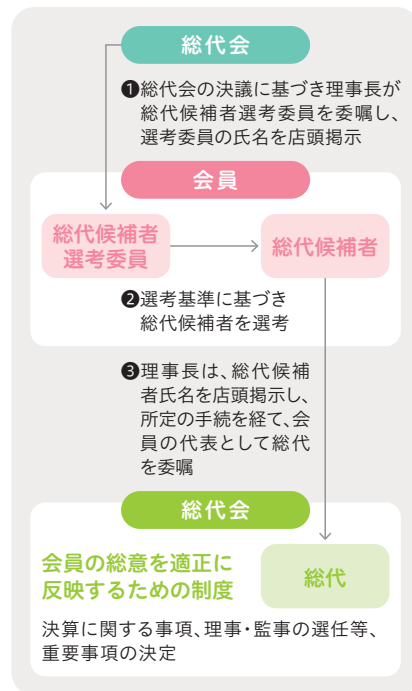 総代会
❶総代会の決議に基づき理事長が
総代候補者選考委員を委嘱し、
選考委員の氏名を店頭掲示
会員
総代候補者
選考委員
総代候補者
❷選考基準に基づき
総代候補者を選考
❸理事長は、総代候補
者氏名を店頭掲示し、
所定の手続を経て、会
員の代表として総代
を委嘱
総代会
会員の総意を適正に
反映するための制度
総代
決算に関する事項、理事・監事の選任等、
重要事項の決定